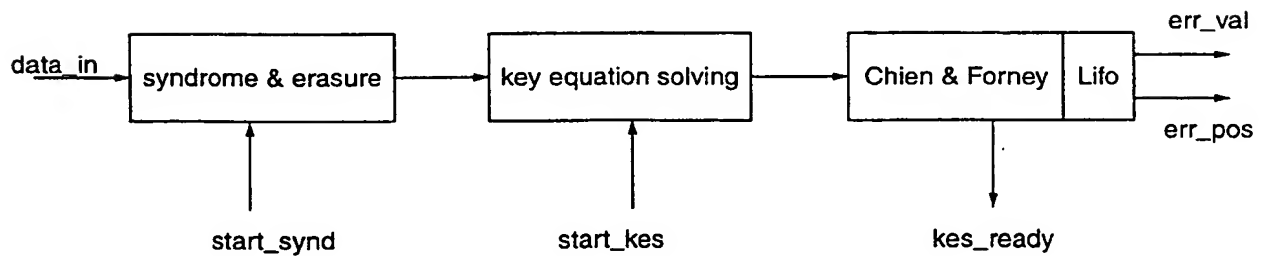 err_val
data_in
syndrome & erasure
key equation solving
Chien & Forney
Lifo
err_pos
start_synd
start_kes
kes_ready